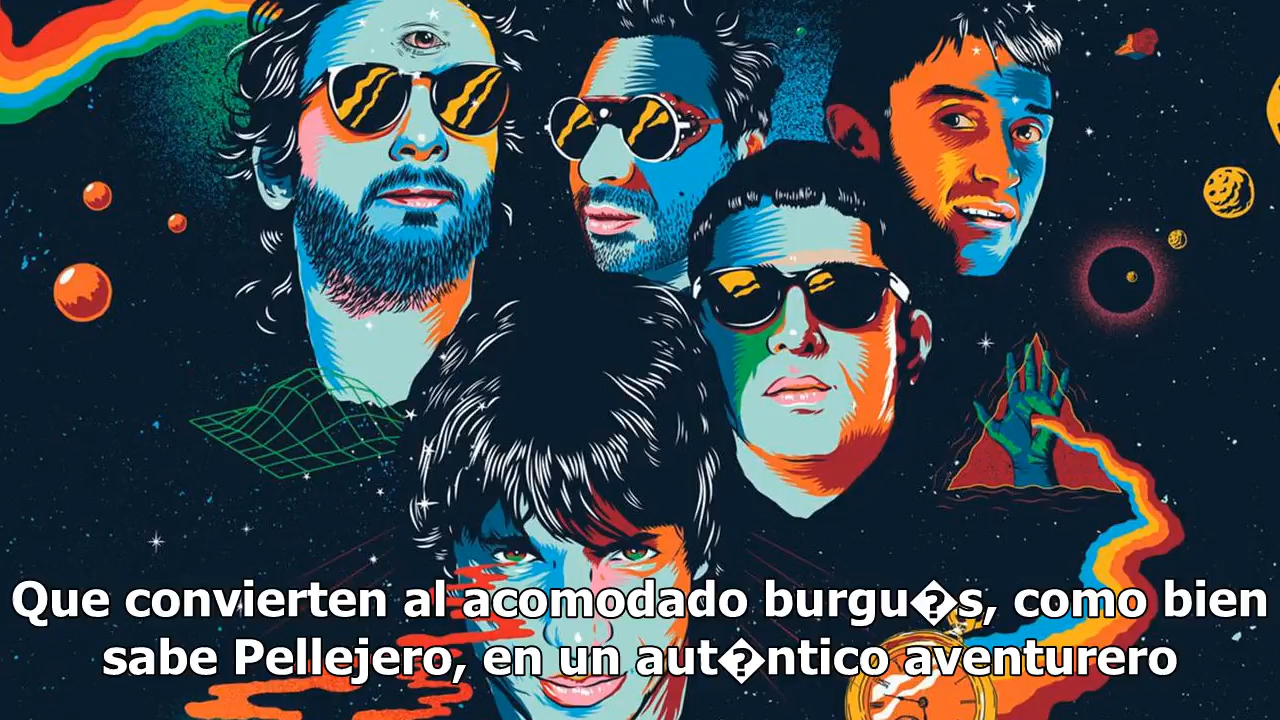 Que convierten al acomodado burgu�s, como bien
sabe Pellejero, en un aut�ntico aventurero